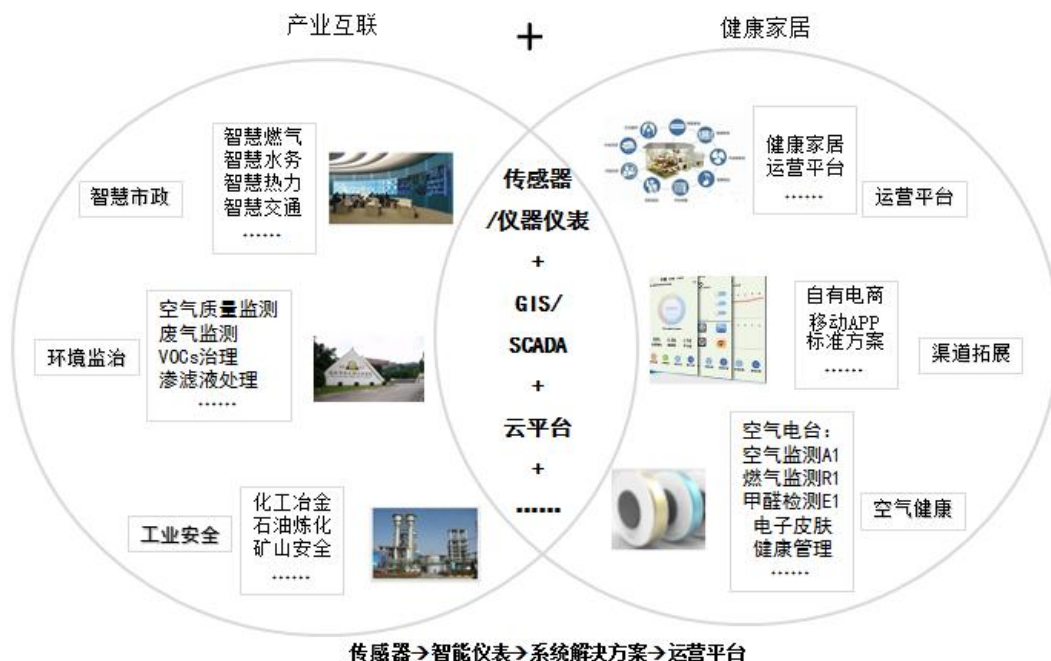 产业互联
+
健康家居
智慧市政
智慧燃气
智慧水务
智慧热力
智慧交通
······
环境监治
空气质量监测
废气监测
VOCs治理
渗滤液处理
······
工业安全
化工冶金
石油炼化
矿山安全
······
传感器
/仪器仪表
+
GIS/
SCADA
+
云平台
+
······
健康家居
运营平台
······
运营平台
自有电商
移动APP
标准方案
······
渠道拓展
空气电台：
空气监测A1
燃气监测R1
甲醛检测E1
电子皮肤
健康管理
······
空气健康
传感器→智能仪表→系统解决方案→运营平台